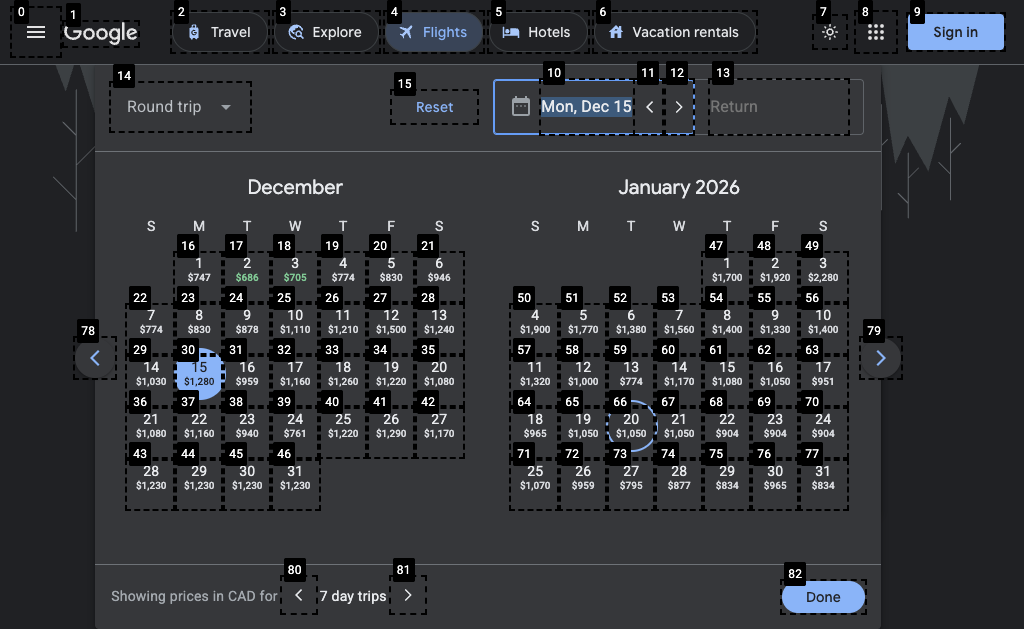 0 1 2 3 4 5 6 7 8 9
Google Travel Explore Flights Hotels Vacation rentals Sign in
14 15 10 11 12 13
Round trip Reset Mon, Dec 15 Return
December
S M T W T F S
16 17 18 19 20 21
1 2 3 4 5 6
$747 $686 $705 $774 $830 $946
22 23 24 25 26 27 28
7 8 9 10 11 12 13
$774 $830 $878 $1,110 $1,210 $1,500 $1,240
29 30 31 32 33 34 35
14 15 16 17 18 19 20
$1,030 $1,280 $959 $1,160 $1,260 $1,220 $1,080
36 37 38 39 40 41 42
21 22 23 24 25 26 27
$1,080 $1,160 $940 $761 $1,220 $1,290 $1,170
43 44 45 46
28 29 30 31
$1,230 $1,230 $1,230 $1,230
January 2026
S M T W T F S
47 48 49
1 2 3
$1,700 $1,920 $2,280
50 51 52 53 54 55 56
4 5 6 7 8 9 10
$1,900 $1,770 $1,380 $1,560 $1,400 $1,330 $1,400
57 58 59 60 61 62 63
11 12 13 14 15 16 17
$1,320 $1,000 $774 $1,170 $1,080 $1,050 $951
64 65 66 67 68 69 70
18 19 20 21 22 23 24
$965 $1,050 $1,050 $1,050 $904 $904 $904
71 72 73 74 75 76 77
25 26 27 28 29 30 31
$1,070 $959 $795 $877 $834 $965 $834
78 79
80 81 82
Showing prices in CAD for 7 day trips Done